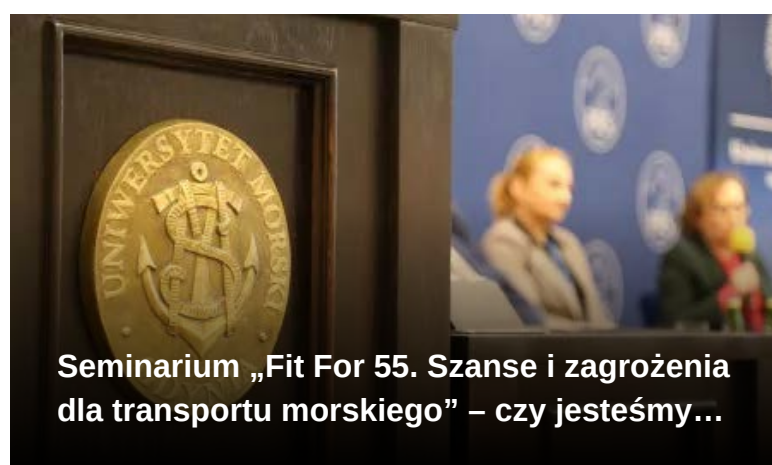 UNIWERSYTET MORSKI
Seminarium „Fit For 55. Szanse i zagrożenia
dla transportu morskiego” – czy jesteśmy…